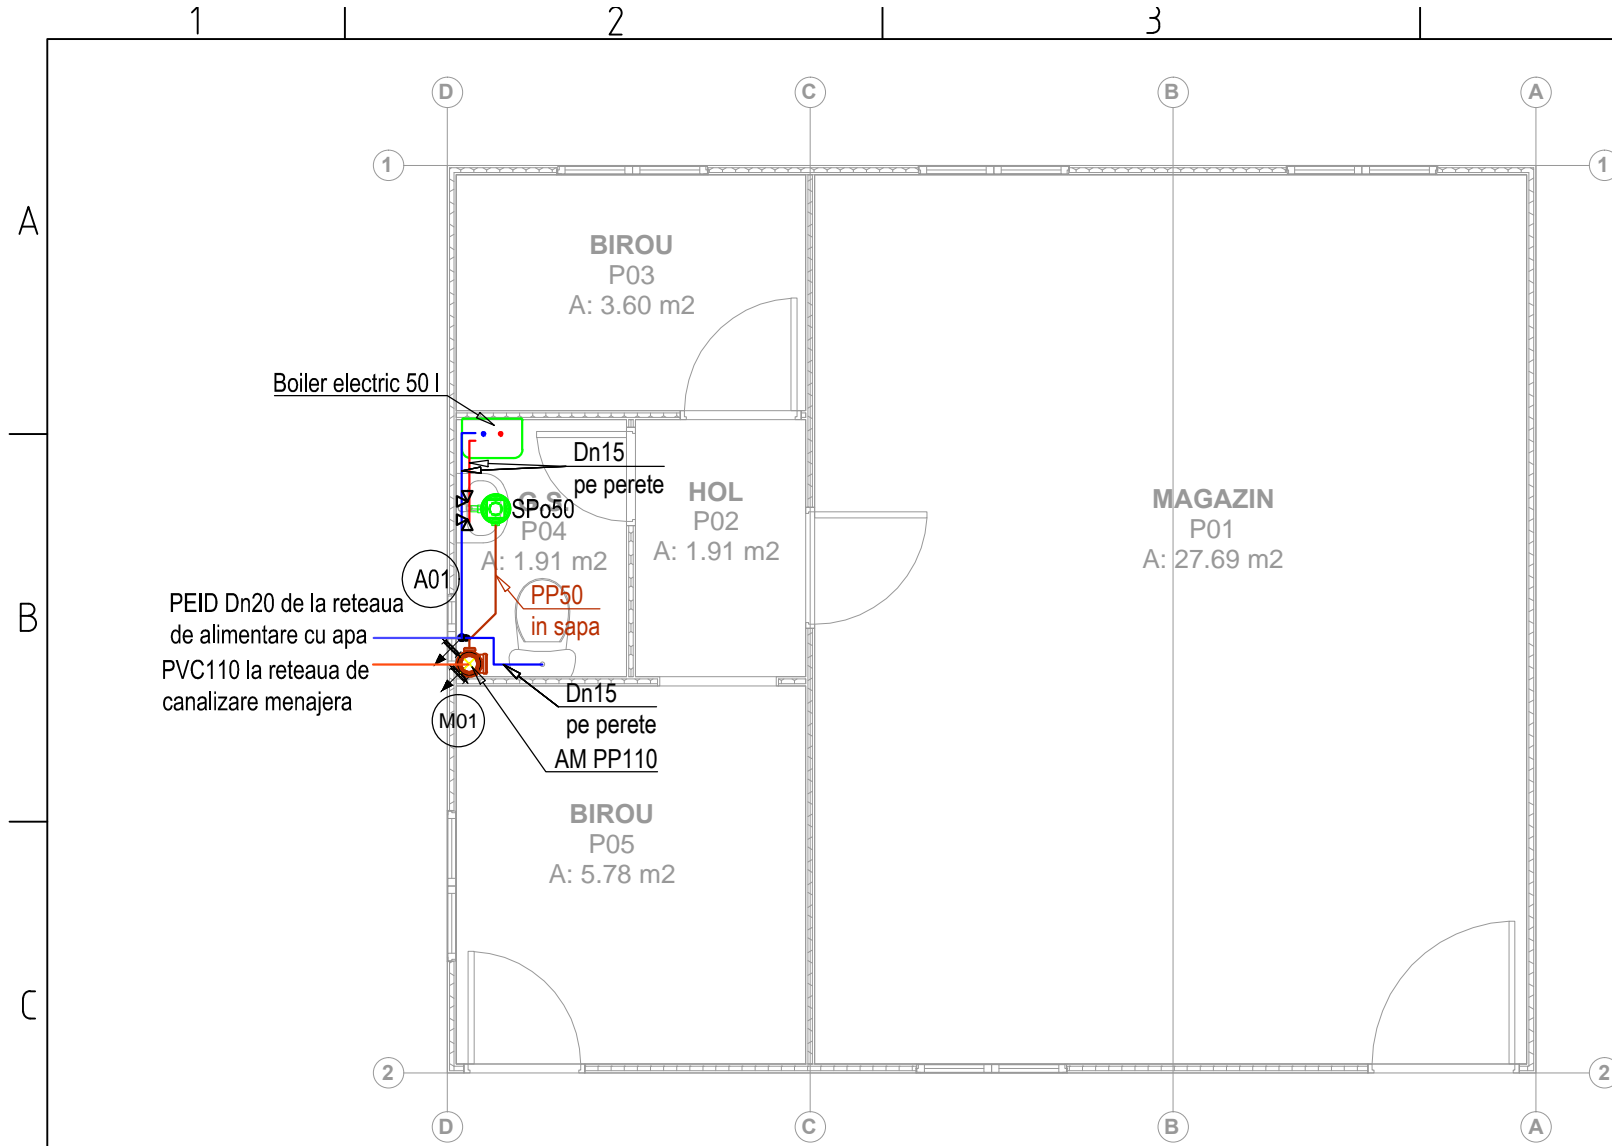 1
2
3
D
C
B
A
1
1
A
BIROU
P03
A: 3.60 m2
Boiler electric 50 l
Dn15
pe perete
G.S.
SPo50
P04
A: 1.91 m2
HOL
P02
A: 1.91 m2
MAGAZIN
P01
A: 27.69 m2
A01
B
PEID Dn20 de la reteaua
de alimentare cu apa
PP50
in sapa
PVC110 la reteaua de
canalizare menajera
M01
Dn15
pe perete
AM PP110
BIROU
P05
A: 5.78 m2
C
2
2
D
C
B
A